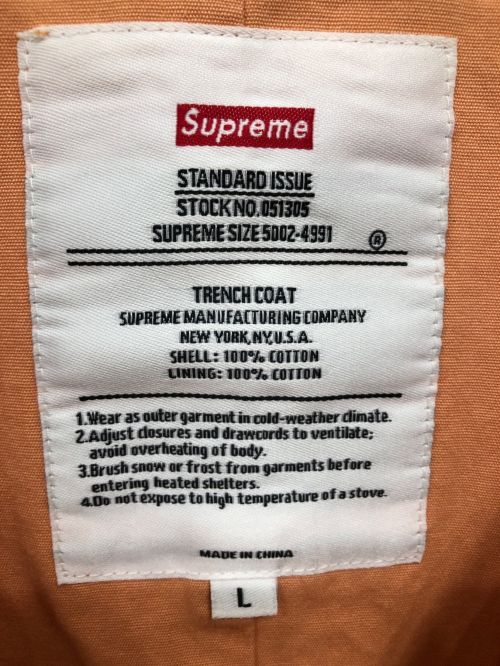 Supreme
STANDARD ISSUE
STOCK NO. 051305
SUPREME SIZE 5002-4991 ®
TRENCH COAT
SUPREME MANUFACTURING COMPANY
NEW YORK, N.Y, U.S.A.
SHELL: 100% COTTON
LINING: 100% COTTON
1.Wear as outer garment in cold-weather climate.
2.Adjust closures and drawcords to ventilate;
avoid overheating of body.
3.Brush snow or frost from garments before
entering heated shelters.
4.Do not expose to high temperature of a stove.
MADE IN CHINA
L